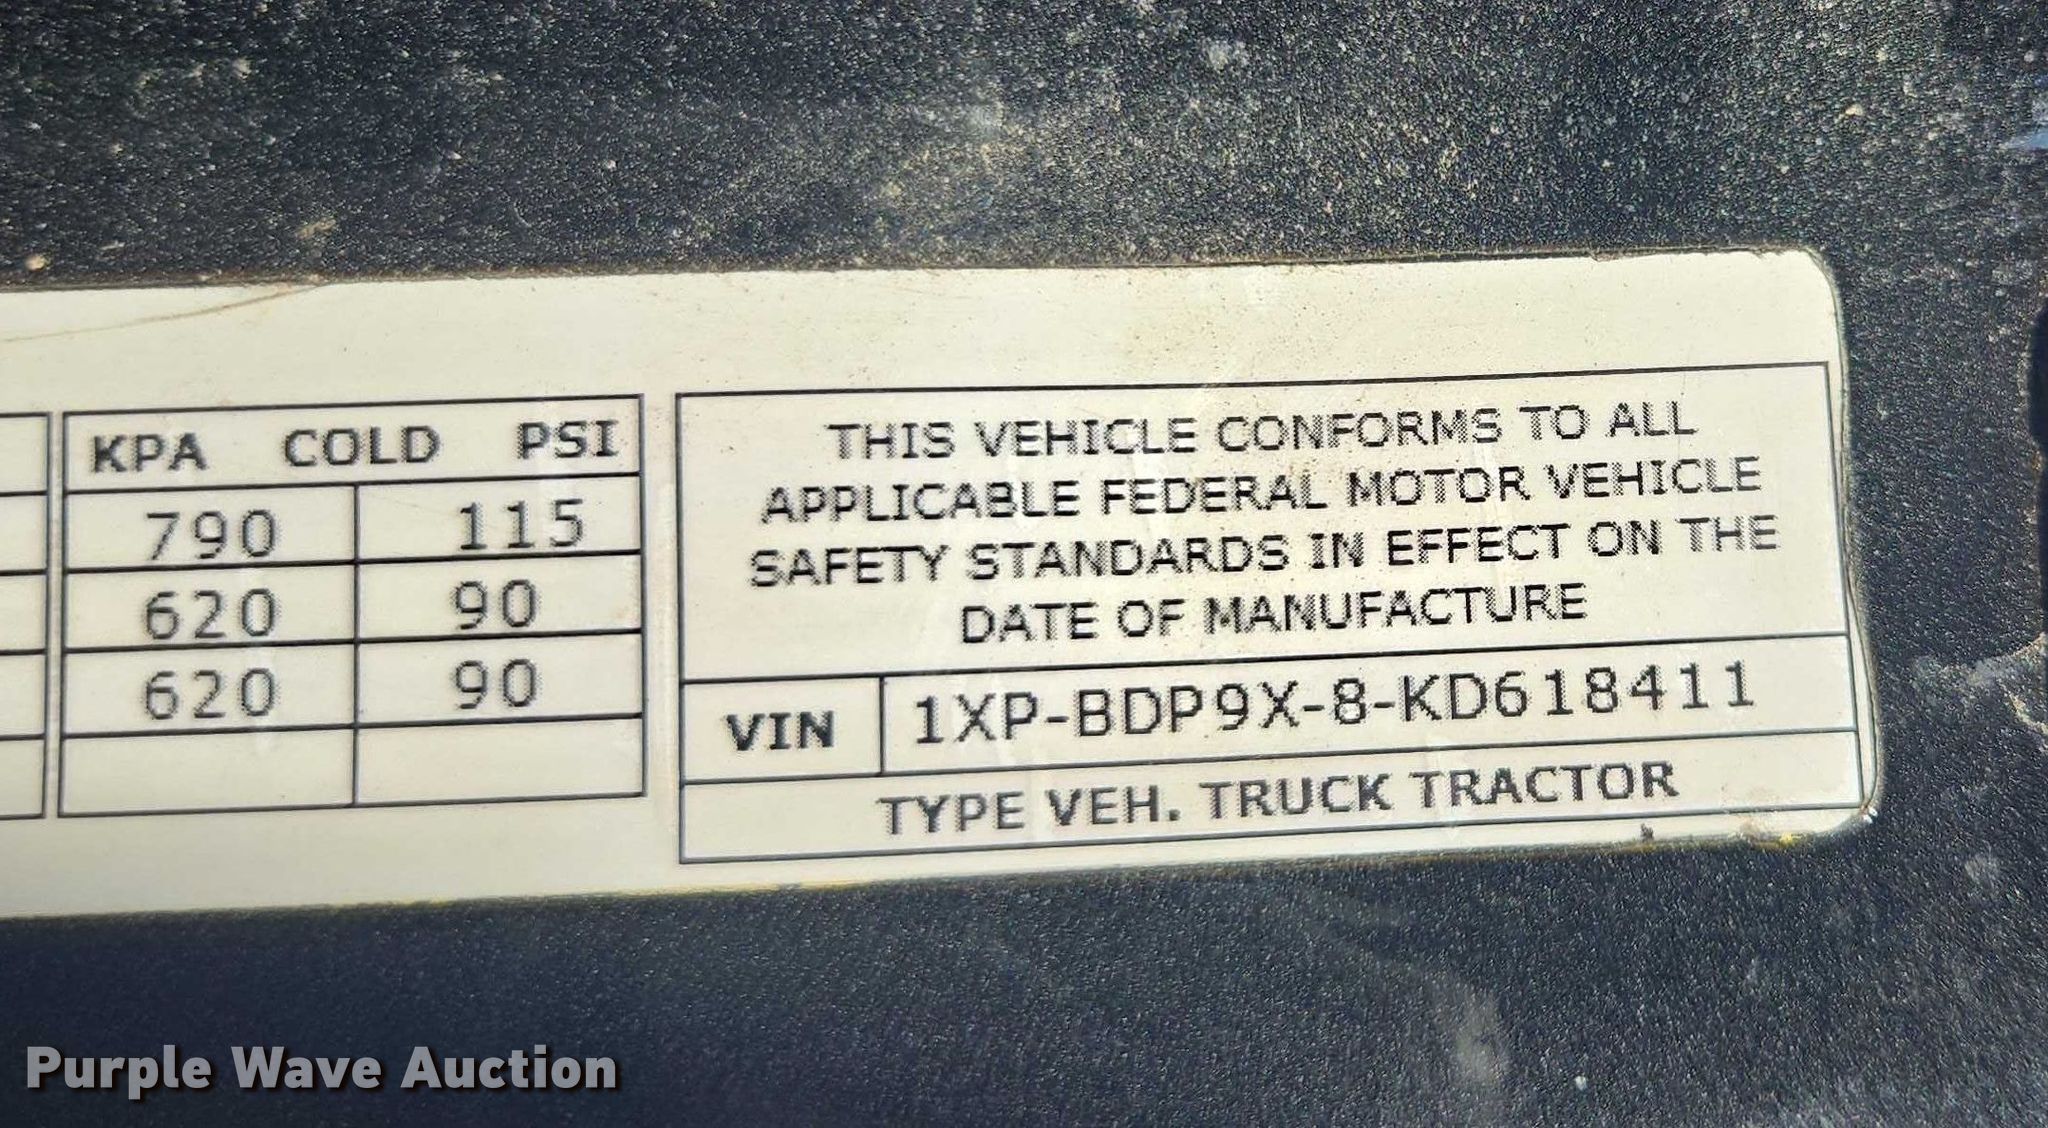 KPA COLD PSI
790 115
620 90
620 90
THIS VEHICLE CONFORMS TO ALL
APPLICABLE FEDERAL MOTOR VEHICLE
SAFETY STANDARDS IN EFFECT ON THE
DATE OF MANUFACTURE
VIN 1XP-BDP9X-8-KD618411
TYPE VEH. TRUCK TRACTOR
Purple Wave Auction